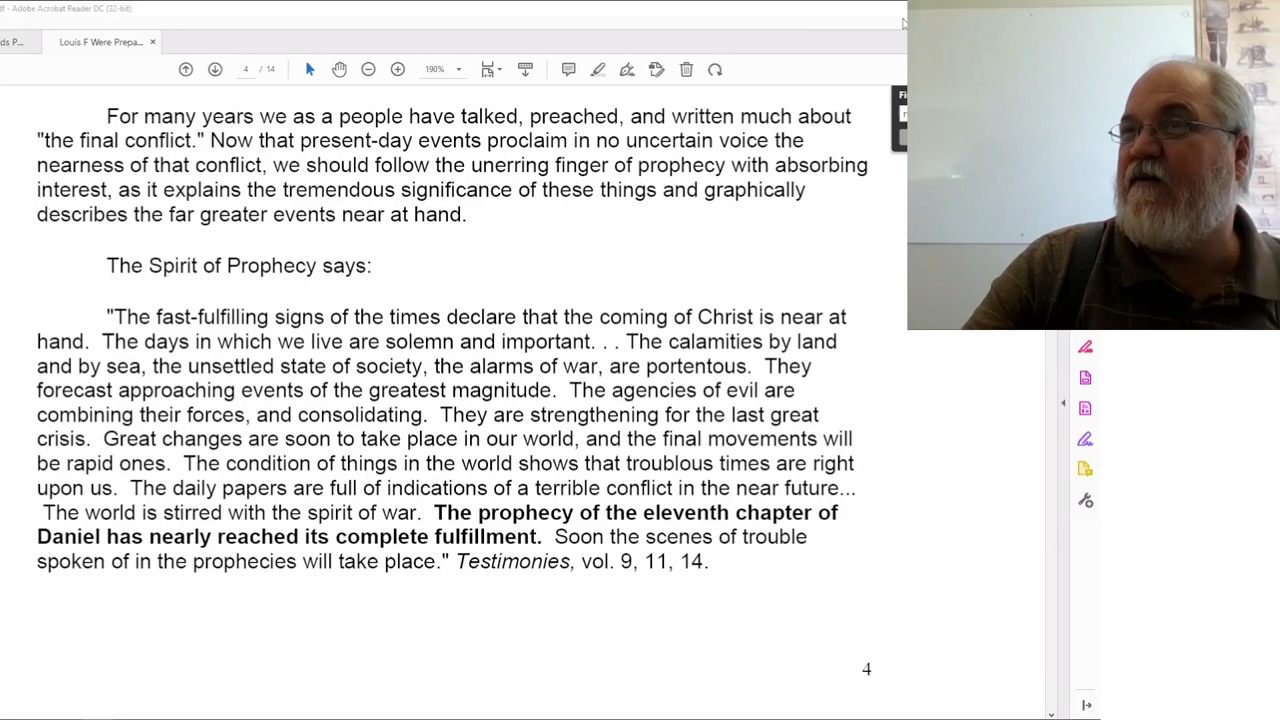 df - Adobe Acrobat Reader DC (32-bit)
ds P... Louis F Were Prepa... ×
4 / 14 190%
For many years we as a people have talked, preached, and written much about
"the final conflict." Now that present-day events proclaim in no uncertain voice the
nearness of that conflict, we should follow the unerring finger of prophecy with absorbing
interest, as it explains the tremendous significance of these things and graphically
describes the far greater events near at hand.
The Spirit of Prophecy says:
"The fast-fulfilling signs of the times declare that the coming of Christ is near at
hand. The days in which we live are solemn and important. . . The calamities by land
and by sea, the unsettled state of society, the alarms of war, are portentous. They
forecast approaching events of the greatest magnitude. The agencies of evil are
combining their forces, and consolidating. They are strengthening for the last great
crisis. Great changes are soon to take place in our world, and the final movements will
be rapid ones. The condition of things in the world shows that troublous times are right
upon us. The daily papers are full of indications of a terrible conflict in the near future...
The world is stirred with the spirit of war. The prophecy of the eleventh chapter of
Daniel has nearly reached its complete fulfillment. Soon the scenes of trouble
spoken of in the prophecies will take place." Testimonies, vol. 9, 11, 14.
4